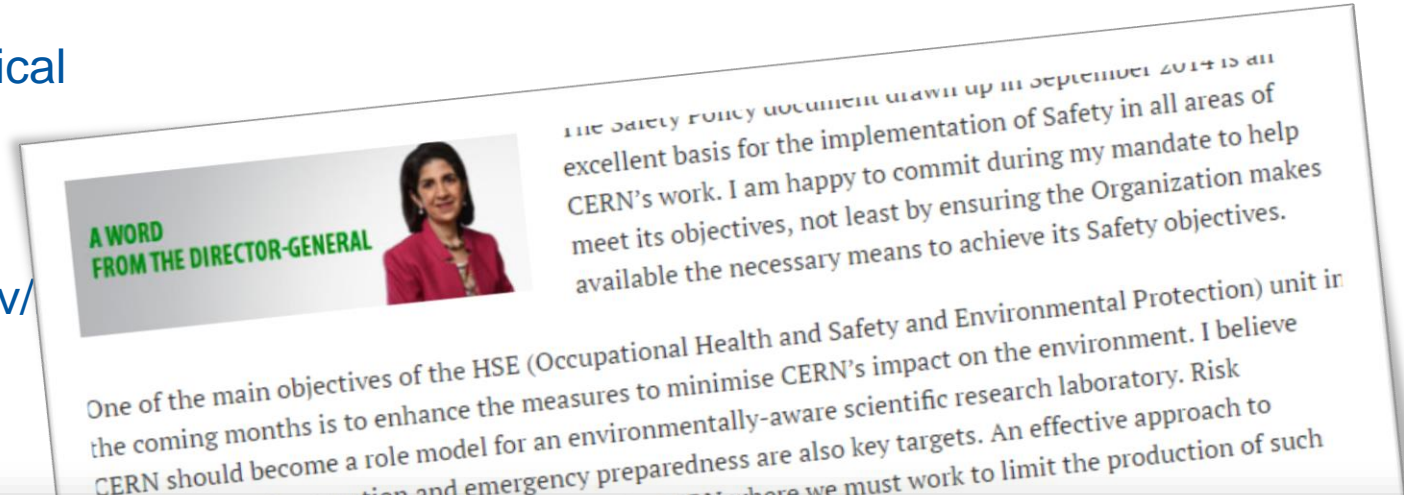 ical
v/
A WORD
FROM THE DIRECTOR-GENERAL
The Safety Policy document drawn up in September 2014 is an
excellent basis for the implementation of Safety in all areas of
CERN's work. I am happy to commit during my mandate to help
meet its objectives, not least by ensuring the Organization makes
available the necessary means to achieve its Safety objectives.
One of the main objectives of the HSE (Occupational Health and Safety and Environmental Protection) unit in
the coming months is to enhance the measures to minimise CERN's impact on the environment. I believe
CERN should become a role model for an environmentally-aware scientific research laboratory. Risk
tion and emergency preparedness are also key targets. An effective approach to
where we must work to limit the production of such